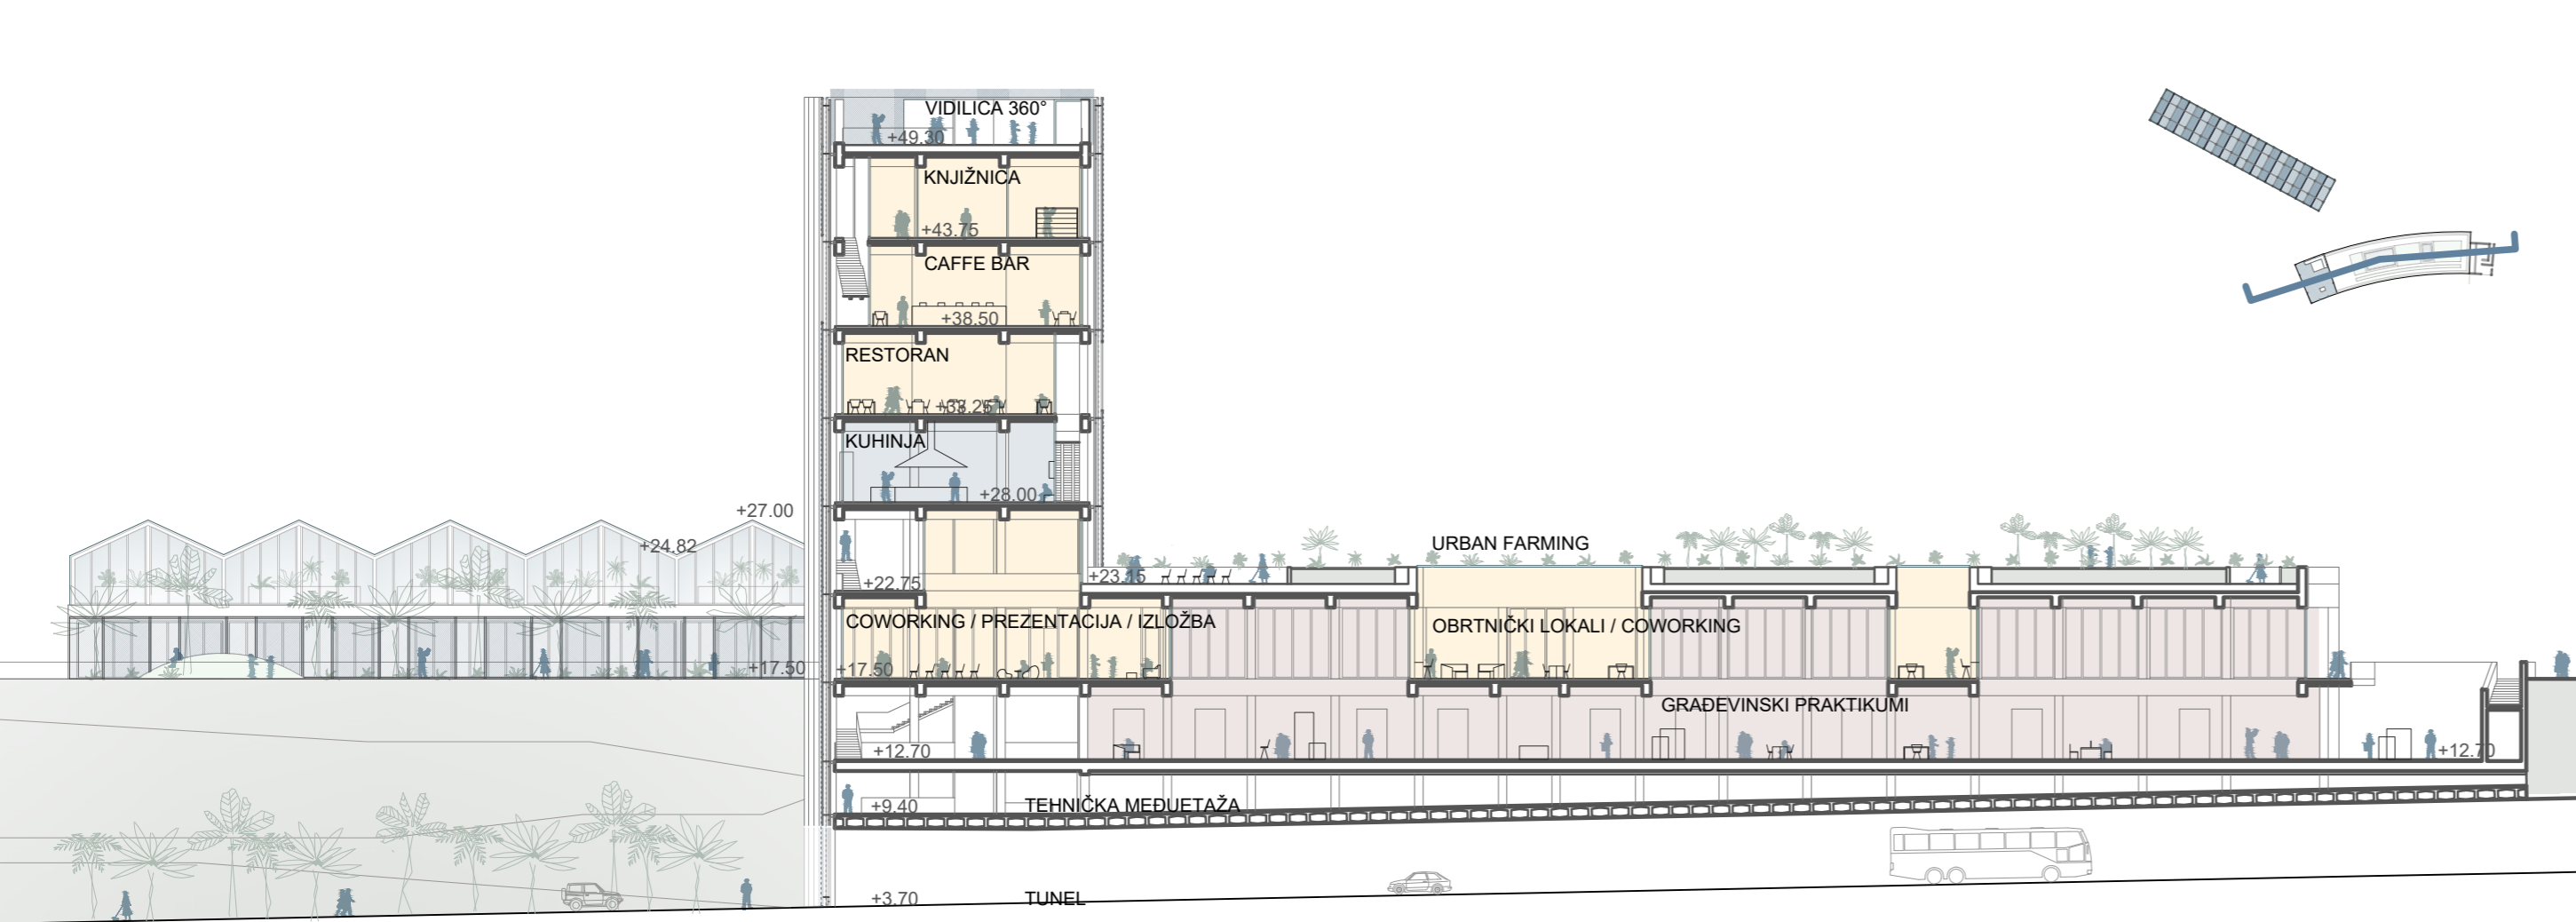 VIDILICA 360°
+49.30
KNJIŽNICA
+43.75
CAFFE BAR
+38.50
RESTORAN
+33.25
KUHINJA
+28.00
+27.00
+24.82
URBAN FARMING
+22.75
+23.15
COWORKING / PREZENTACIJA / IZLOŽBA
OBRTNIČKI LOKALI / COWORKING
+17.50
+17.50
GRAĐEVINSKI PRAKTIKUMI
+12.70
+12.70
+9.40
TEHNIČKA MEĐUETAŽA
+3.70
TUNEL